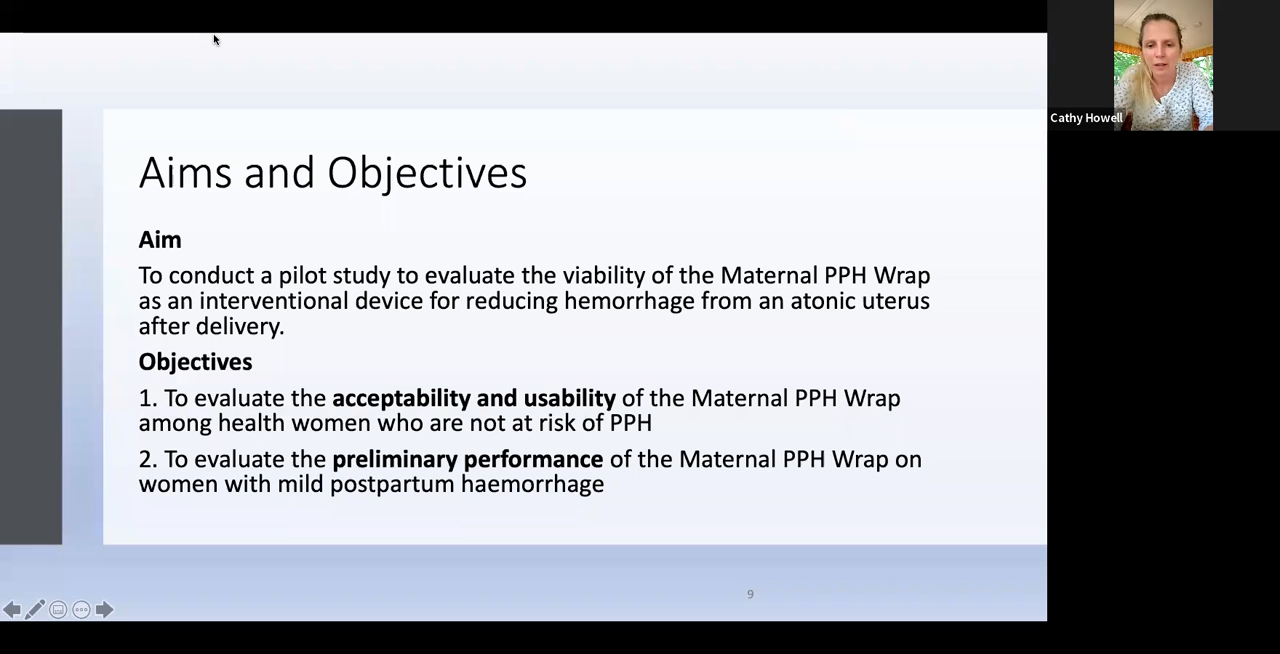 Aims and Objectives
Aim
To conduct a pilot study to evaluate the viability of the Maternal PPH Wrap
as an interventional device for reducing hemorrhage from an atonic uterus
after delivery.
Objectives
1. To evaluate the acceptability and usability of the Maternal PPH Wrap
among health women who are not at risk of PPH
2. To evaluate the preliminary performance of the Maternal PPH Wrap on
women with mild postpartum haemorrhage
9
Cathy Howell